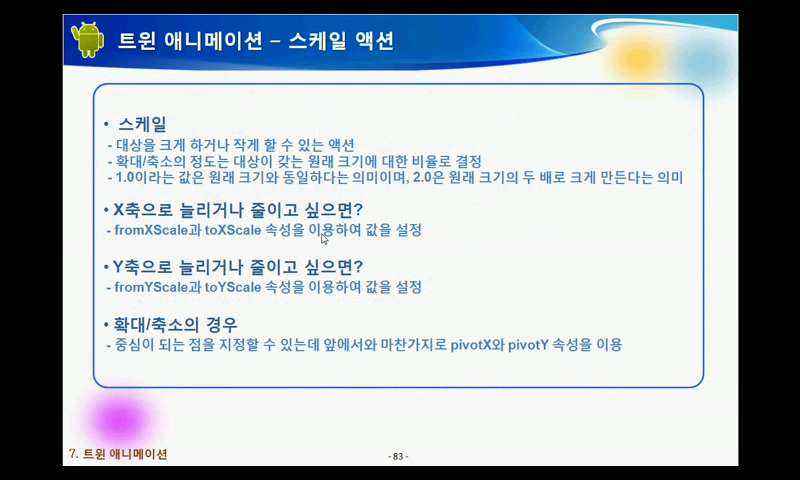 트윈 애니메이션 – 스케일 액션
• 스케일
- 대상을 크게 하거나 작게 할 수 있는 액션
- 확대/축소의 정도는 대상이 갖는 원래 크기에 대한 비율로 결정
- 1.0이라는 값은 원래 크기와 동일하다는 의미이며, 2.0은 원래 크기의 두 배로 크게 만든다는 의미
• X축으로 늘리거나 줄이고 싶으면?
- fromXScale과 toXScale 속성을 이용하여 값을 설정
• Y축으로 늘리거나 줄이고 싶으면?
- fromYScale과 toYScale 속성을 이용하여 값을 설정
• 확대/축소의 경우
- 중심이 되는 점을 지정할 수 있는데 앞에서와 마찬가지로 pivotX와 pivotY 속성을 이용
7. 트윈 애니메이션
- 83 -